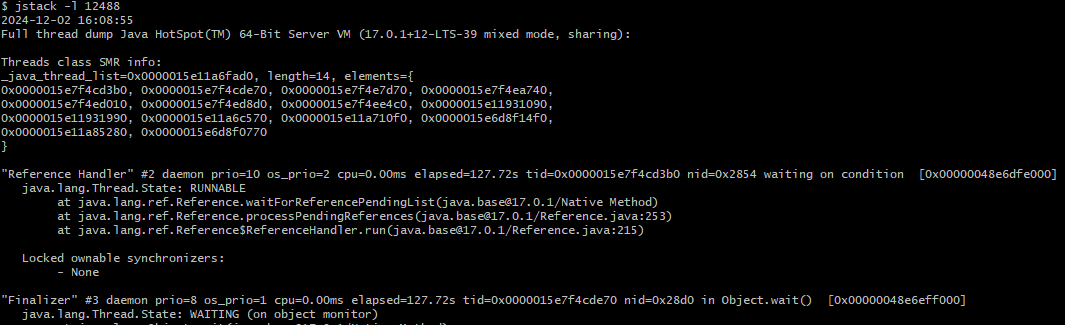 $ jstack -l 12488
2024-12-02 16:08:55
Full thread dump Java HotSpot(TM) 64-Bit Server VM (17.0.1+12-LTS-39 mixed mode, sharing):
Threads class SMR info:
_java_thread_list=0x0000015e11a6fad0, length=14, elements={
0x0000015e7f4cd3b0, 0x0000015e7f4cde70, 0x0000015e7f4e7d70, 0x0000015e7f4ea740,
0x0000015e7f4ed010, 0x0000015e7f4ed8d0, 0x0000015e7f4ee4c0, 0x0000015e11931090,
0x0000015e11931990, 0x0000015e11a6c570, 0x0000015e11a710f0, 0x0000015e6d8f14f0,
0x0000015e11a85280, 0x0000015e6d8f0770
}
"Reference Handler" #2 daemon prio=10 os_prio=2 cpu=0.00ms elapsed=127.72s tid=0x0000015e7f4cd3b0 nid=0x2854 waiting on condition  [0x00000048e6dfe000]
   java.lang.Thread.State: RUNNABLE
        at java.lang.ref.Reference.waitForReferencePendingList(java.base@17.0.1/Native Method)
        at java.lang.ref.Reference.processPendingReferences(java.base@17.0.1/Reference.java:253)
        at java.lang.ref.Reference$ReferenceHandler.run(java.base@17.0.1/Reference.java:215)
   Locked ownable synchronizers:
        - None
"Finalizer" #3 daemon prio=8 os_prio=1 cpu=0.00ms elapsed=127.72s tid=0x0000015e7f4cde70 nid=0x28d0 in Object.wait()  [0x00000048e6eff000]
   java.lang.Thread.State: WAITING (on object monitor)